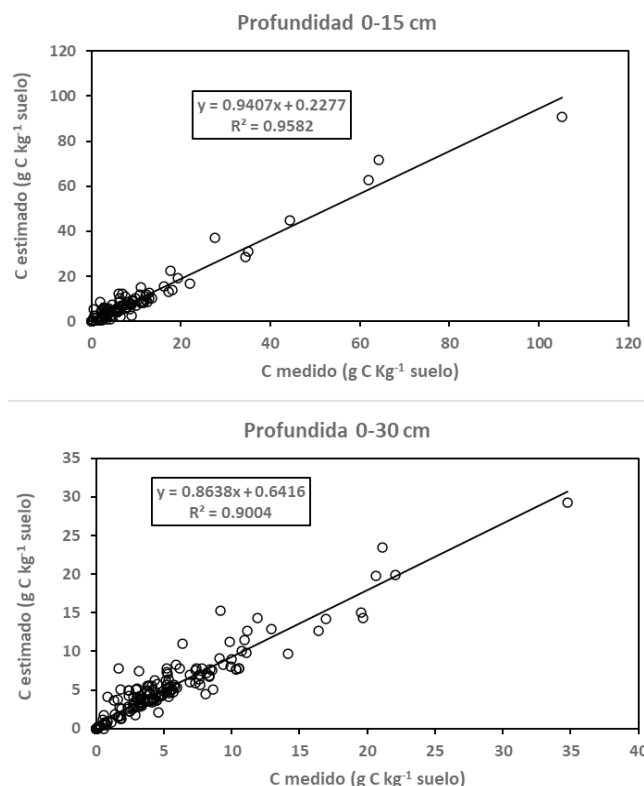 Profundidad 0-15 cm
120
100
80
60
40
20
0
C estimado (g C kg⁻¹ suelo)
y = 0.9407x + 0.2277
R² = 0.9582
0 20 40 60 80 100 120
C medido (g C Kg⁻¹ suelo)
Profundida 0-30 cm
35
30
25
20
15
10
5
0
C estimado (g C kg⁻¹ suelo)
y = 0.8638x + 0.6416
R² = 0.9004
0 5 10 15 20 25 30 35 40
C medido (g C kg⁻¹ suelo)